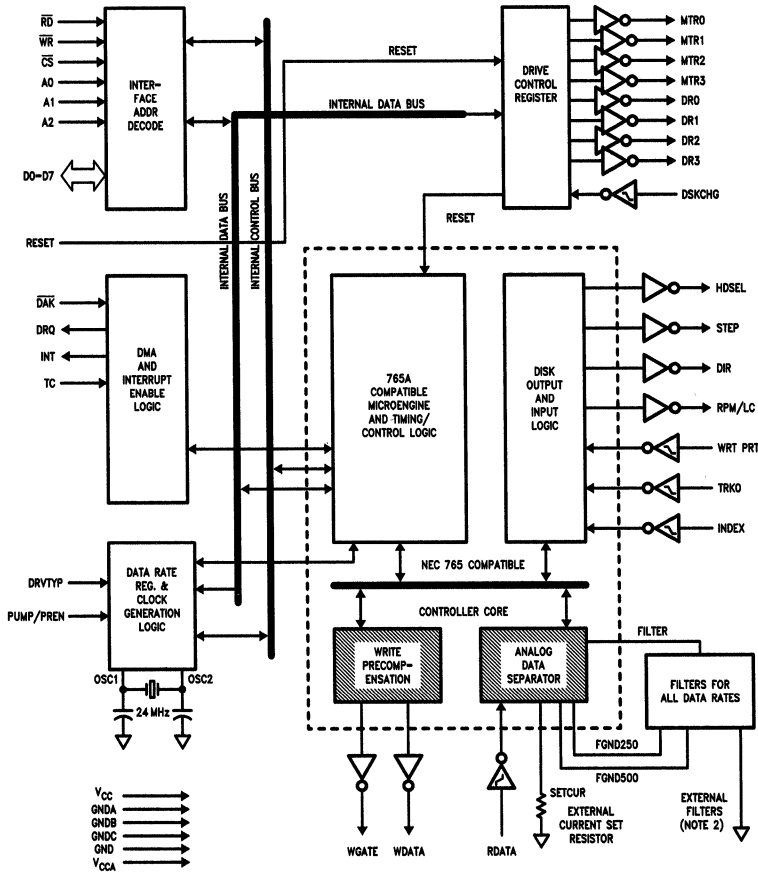 RD
WR
CS
A0
A1
A2
D0–D7
INTER-
FACE
ADDR
DECODE
RESET
INTERNAL DATA BUS
DRIVE
CONTROL
REGISTER
MTR0
MTR1
MTR2
MTR3
DR0
DR1
DR2
DR3
DSKCHG
RESET
RESET
INTERNAL DATA BUS
INTERNAL CONTROL BUS
DAK
DRQ
INT
TC
DMA
AND
INTERRUPT
ENABLE
LOGIC
765A
COMPATIBLE
MICROENGINE
AND TIMING/
CONTROL LOGIC
DISK
OUTPUT
AND
INPUT
LOGIC
HDSEL
STEP
DIR
RPM/LC
WRT PRT
TRK0
INDEX
DRVTYP
PUMP/PREN
DATA RATE
REG. &
CLOCK
GENERATION
LOGIC
OSC1
OSC2
24 MHz
NEC 765 COMPATIBLE
CONTROLLER CORE
WRITE
PRECOMP-
ENSATION
ANALOG
DATA
SEPARATOR
FILTER
FILTERS FOR
ALL DATA RATES
FGND250
FGND500
SETCUR
EXTERNAL
CURRENT SET
RESISTOR
EXTERNAL
FILTERS
(NOTE 2)
WGATE
WDATA
RDATA
VCC
GNDA
GNDB
GNDC
GND
VCCA